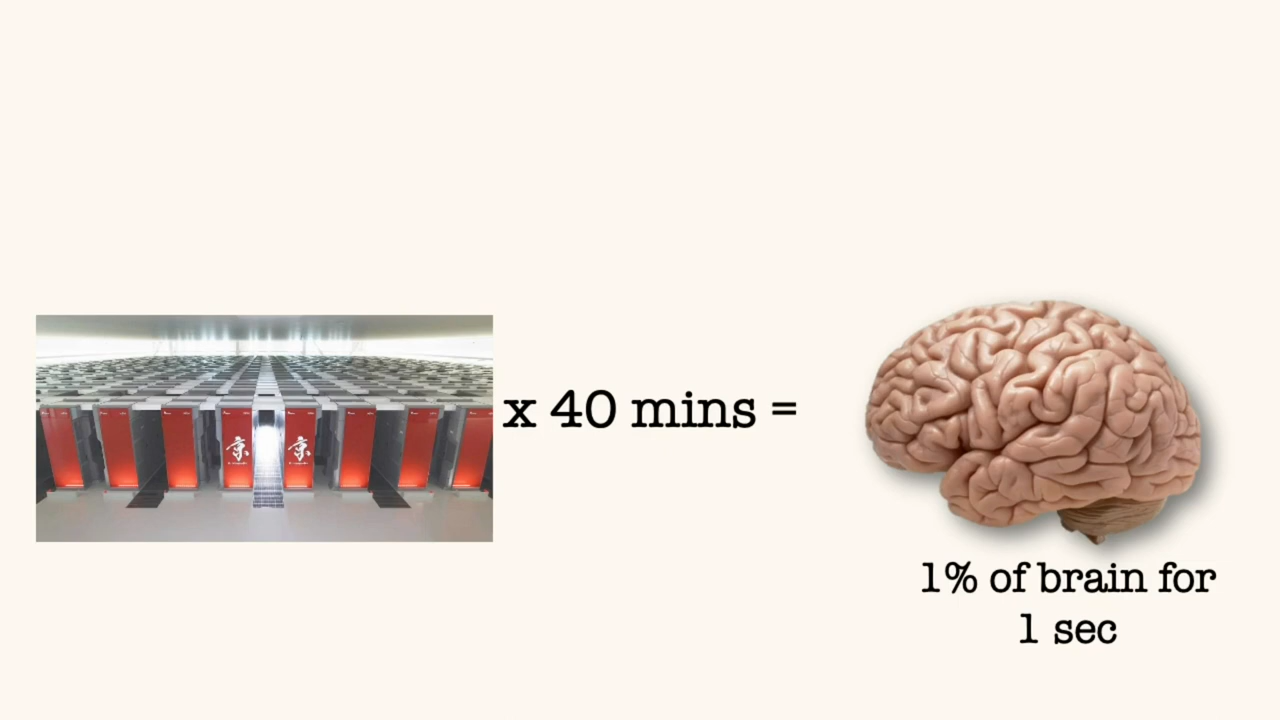 京
京
x 40 mins =
1% of brain for
1 sec